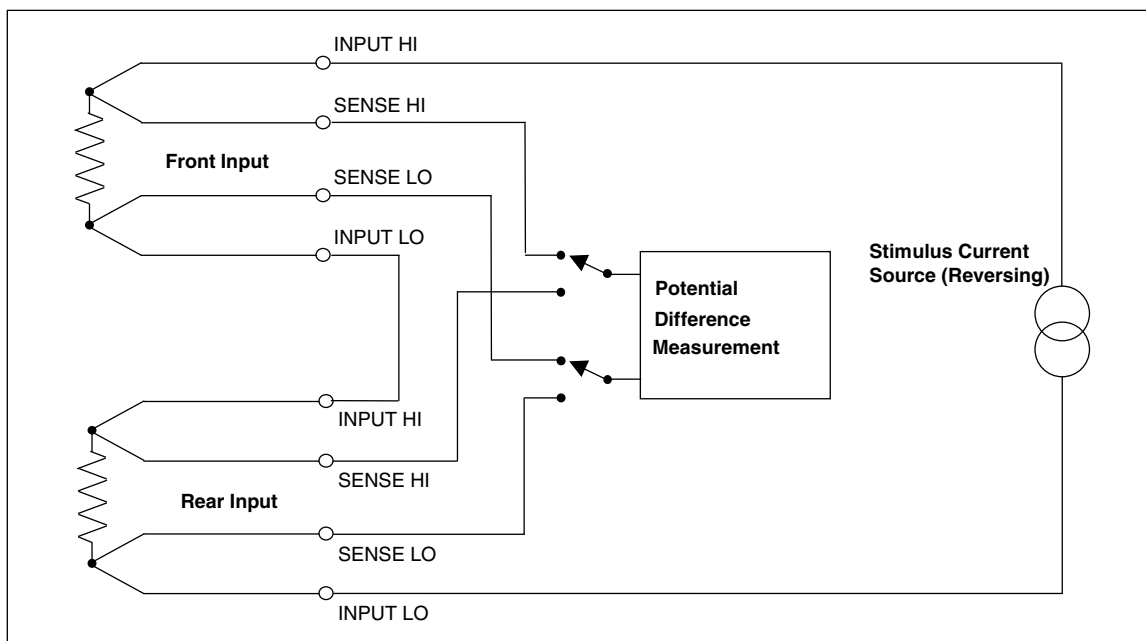 INPUT HI
SENSE HI
Front Input
SENSE LO
INPUT LO
Stimulus Current
Source (Reversing)
Potential
Difference
Measurement
INPUT HI
SENSE HI
Rear Input
SENSE LO
INPUT LO